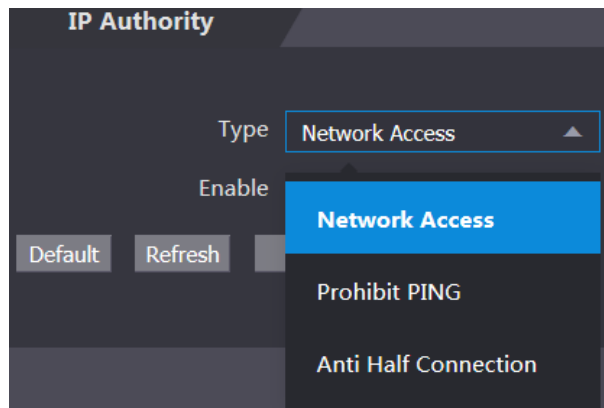 IP Authority
Type Network Access
Enable
Network Access
Default Refresh
Prohibit PING
Anti Half Connection